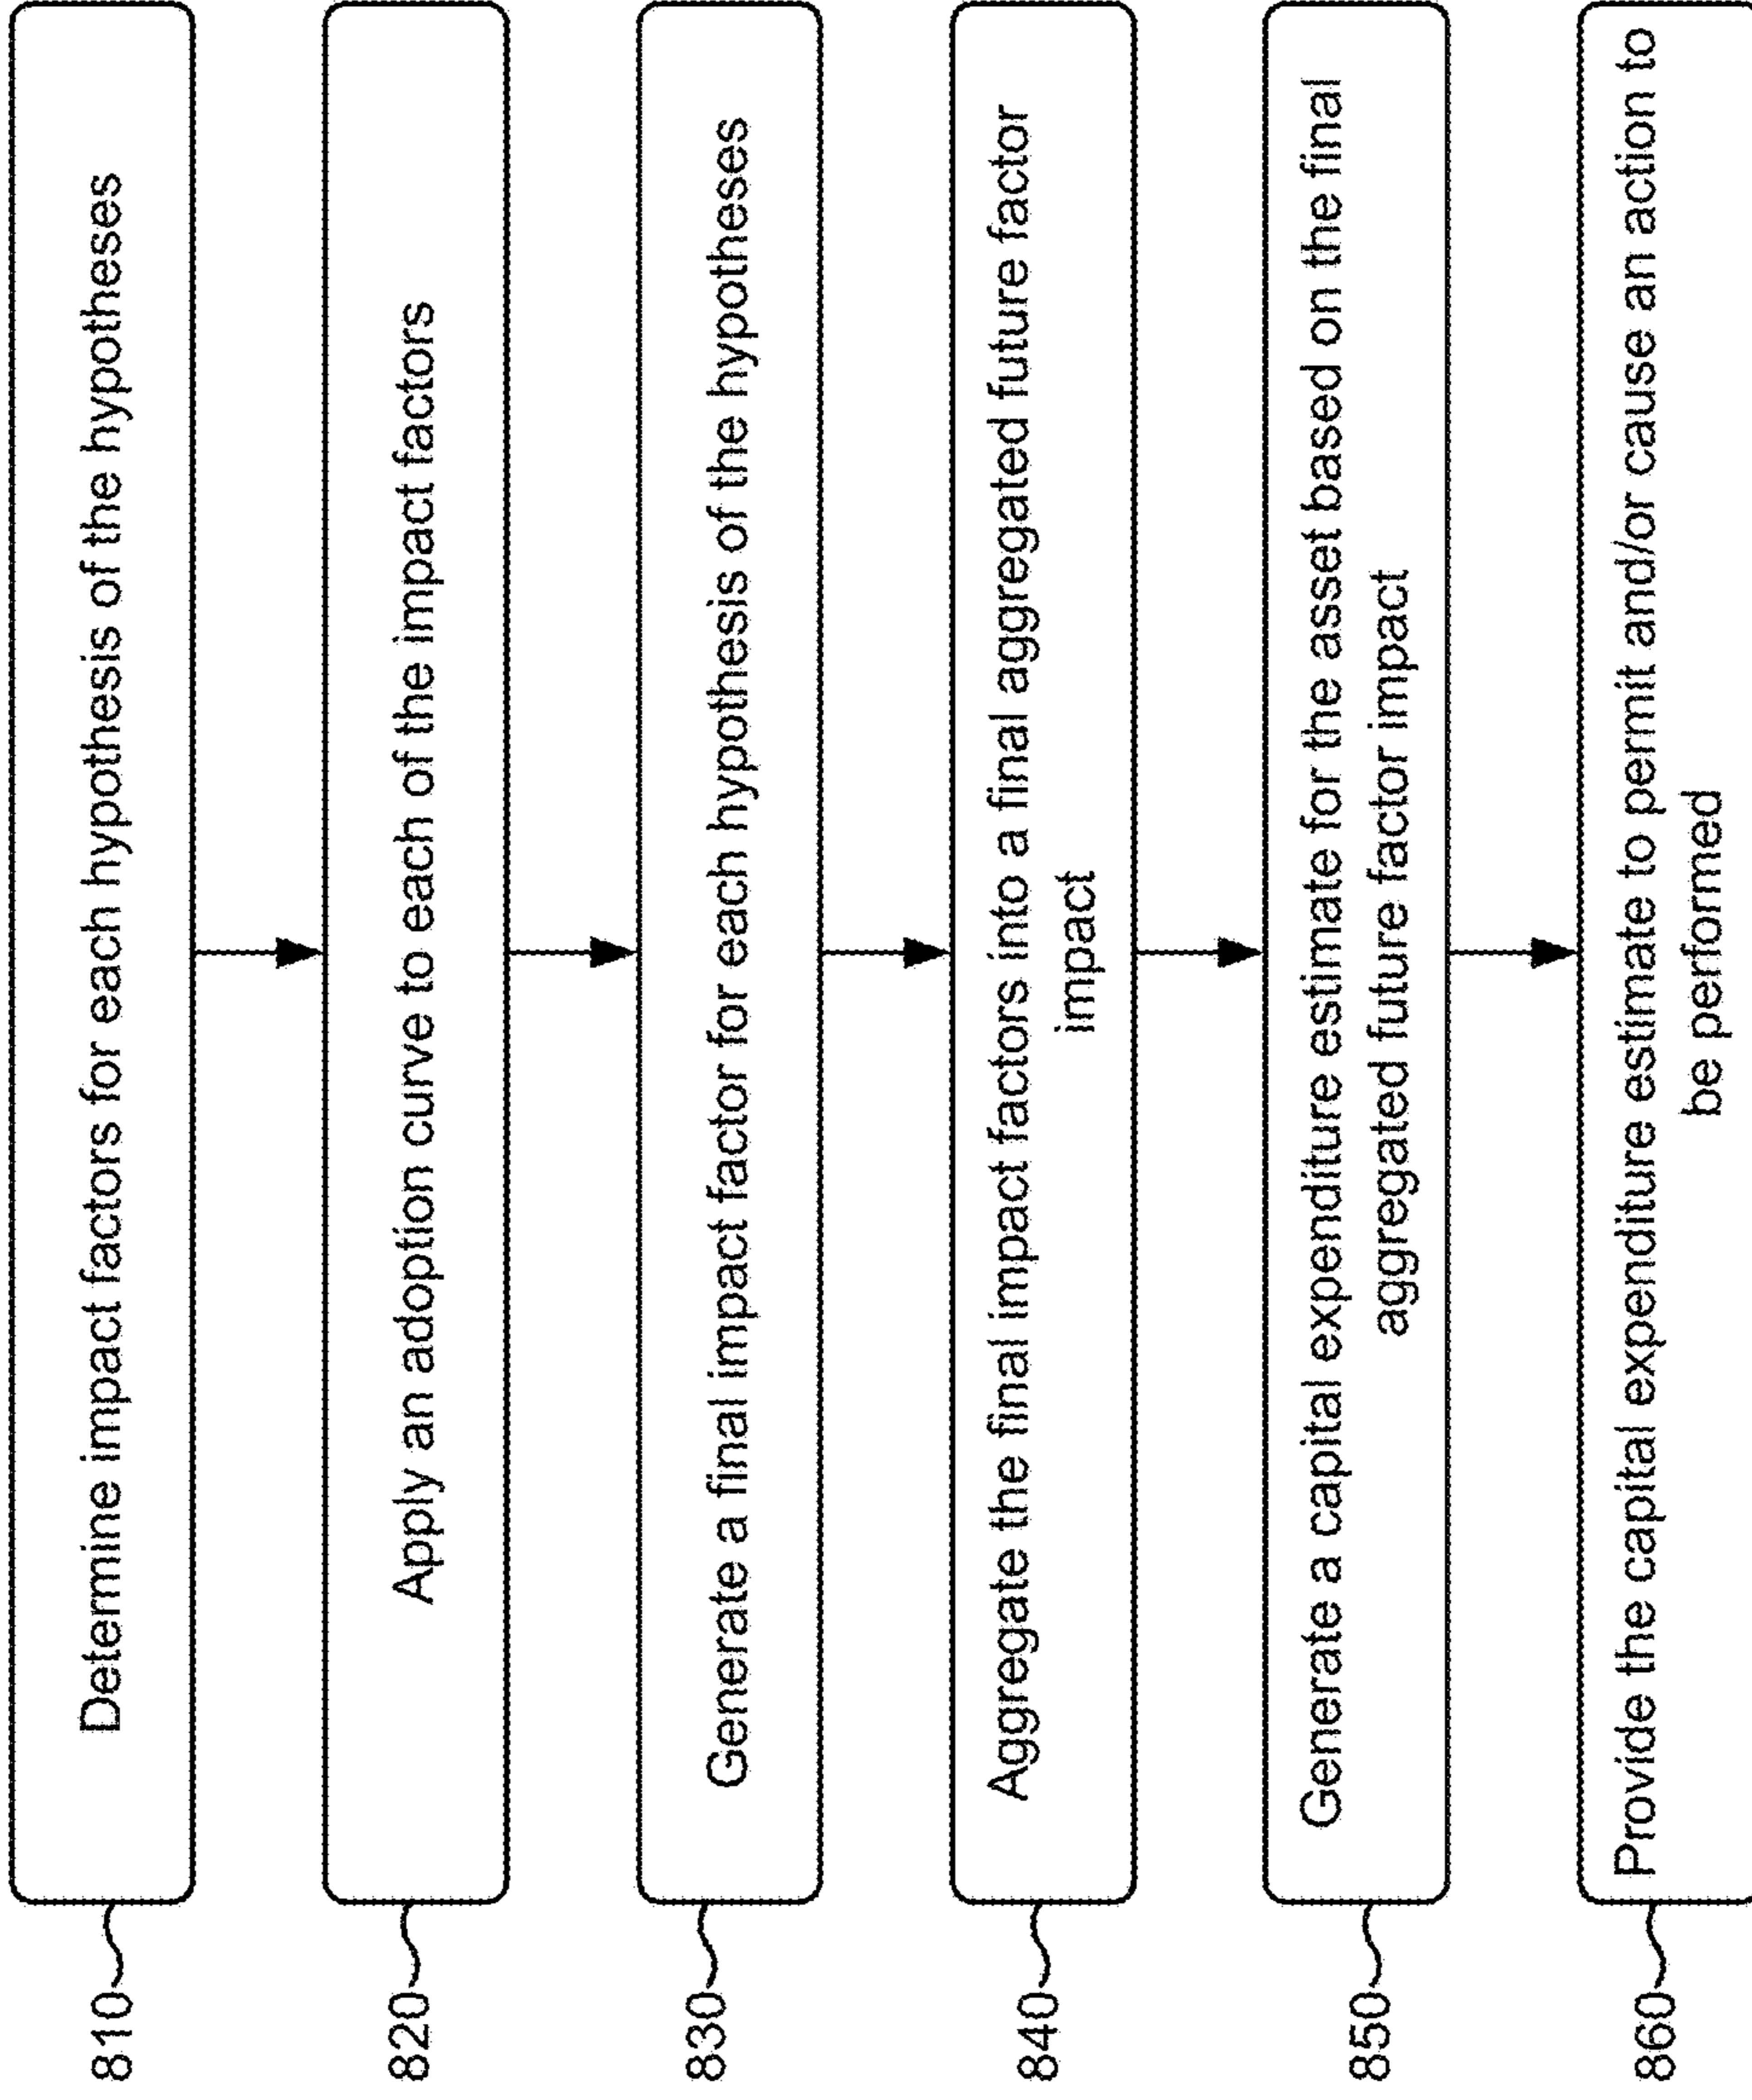 810
Determine impact factors for each hypothesis of the hypotheses
820
Apply an adoption curve to each of the impact factors
830
Generate a final impact factor for each hypothesis of the hypotheses
840
Aggregate the final impact factors into a final aggregated future factor
impact
850
Generate a capital expenditure estimate for the asset based on the final
aggregated future factor impact
860
Provide the capital expenditure estimate to permit and/or cause an action to
be performed